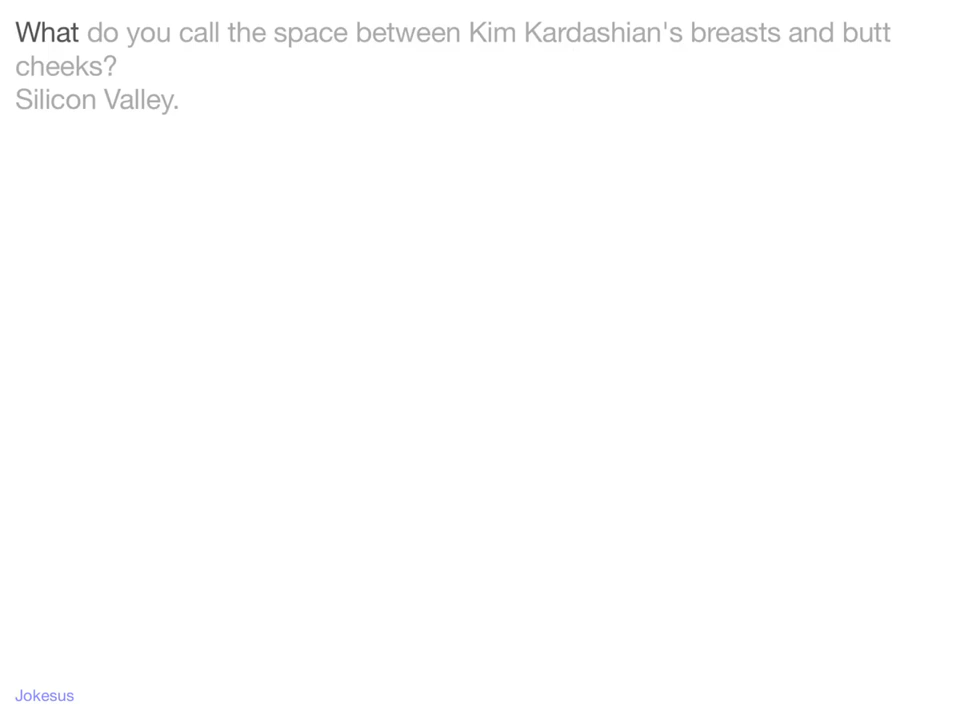 What do you call the space between Kim Kardashian's breasts and butt
cheeks?
Silicon Valley.
Jokesus